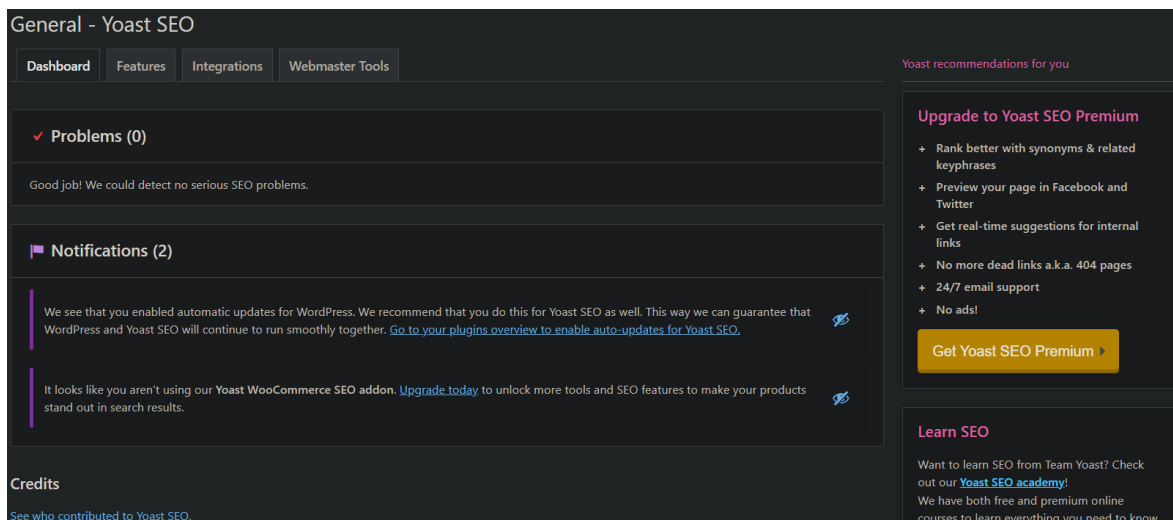 General - Yoast SEO
Dashboard
Features
Integrations
Webmaster Tools
Problems (0)
Good job! We could detect no serious SEO problems.
Notifications (2)
We see that you enabled automatic updates for WordPress. We recommend that you do this for Yoast SEO as well. This way we can guarantee that
WordPress and Yoast SEO will continue to run smoothly together. Go to your plugins overview to enable auto-updates for Yoast SEO.
It looks like you aren't using our Yoast WooCommerce SEO addon. Upgrade today to unlock more tools and SEO features to make your products
stand out in search results.
Credits
See who contributed to Yoast SEO.
Yoast recommendations for you
Upgrade to Yoast SEO Premium
+ Rank better with synonyms & related
keyphrases
+ Preview your page in Facebook and
Twitter
+ Get real-time suggestions for internal
links
+ No more dead links a.k.a. 404 pages
+ 24/7 email support
+ No ads!
Get Yoast SEO Premium
Learn SEO
Want to learn SEO from Team Yoast? Check
out our Yoast SEO academy!
We have both free and premium online
courses to learn everything you need to know